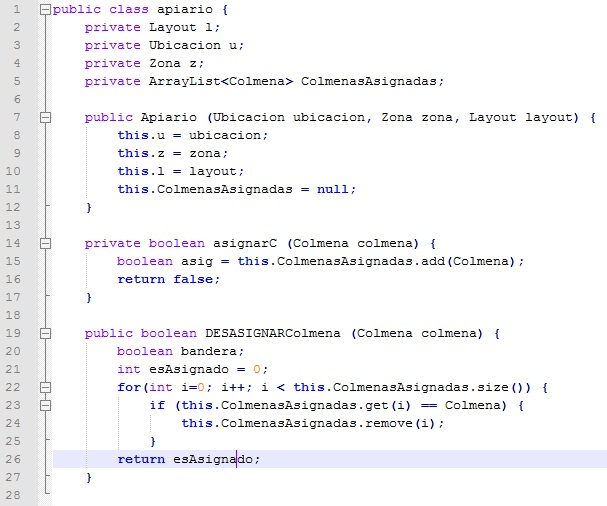 1 public class apiario {
2 private Layout l;
3 private Ubicacion u;
4 private Zona z;
5 private ArrayList<Colmena> ColmenasAsignadas;
6
7 public Apiario (Ubicacion ubicacion, Zona zona, Layout layout) {
8 this.u = ubicacion;
9 this.z = zona;
10 this.l = layout;
11 this.ColmenasAsignadas = null;
12 }
13
14 private boolean asignarC (Colmena colmena) {
15 boolean asig = this.ColmenasAsignadas.add(Colmena);
16 return false;
17 }
18
19 public boolean DESASIGNARColmena (Colmena colmena) {
20 boolean bandera;
21 int esAsignado = 0;
22 for(int i=0; i++; i < this.ColmenasAsignadas.size()) {
23 if (this.ColmenasAsignadas.get(i) == Colmena) {
24 this.ColmenasAsignadas.remove(i);
25 }
26 return esAsignado;
27 }
28